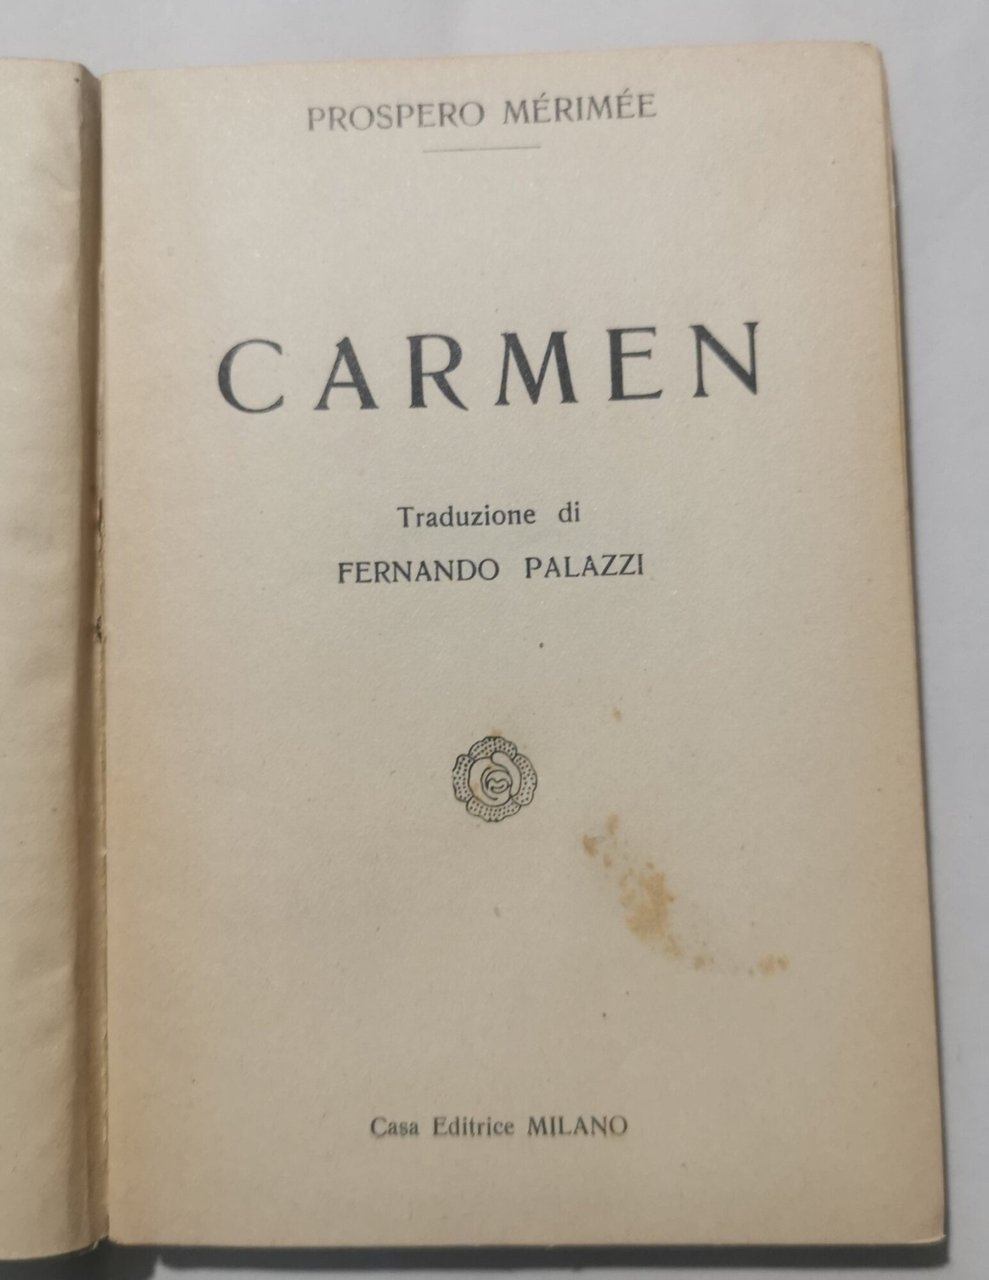 PROSPERO MÉRIMÉE
CARMEN
Traduzione di
FERNANDO PALAZZI
Casa Editrice MILANO